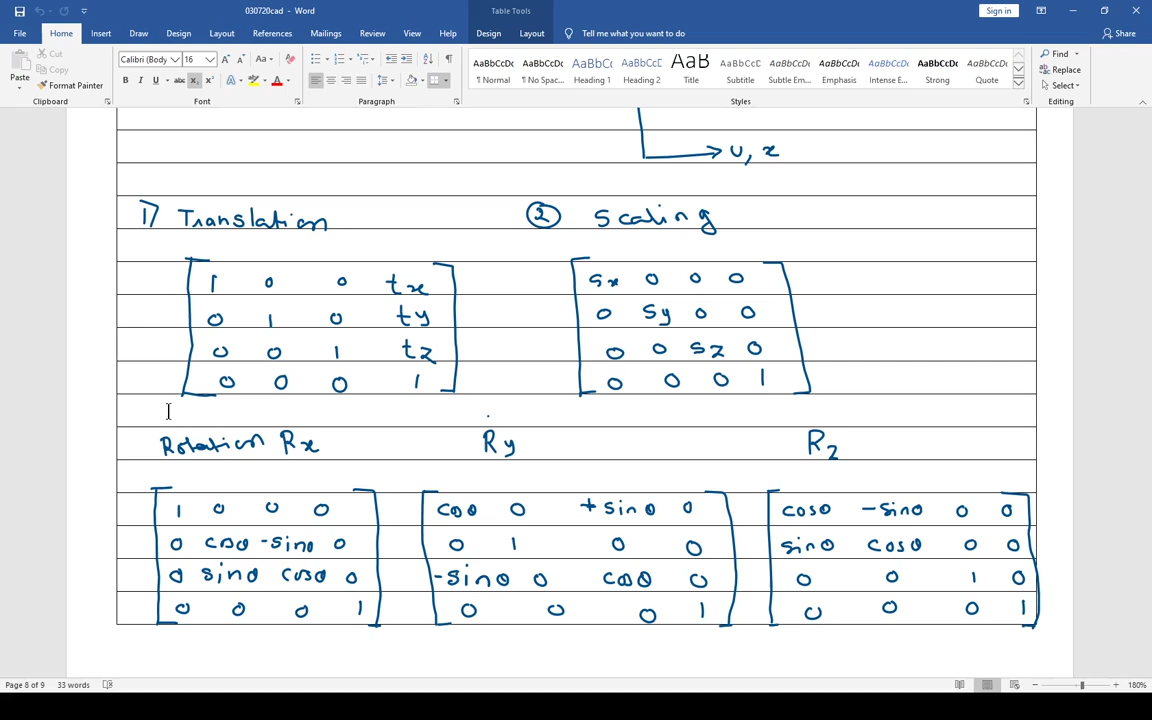 030720cad - Word
Table Tools
Sign in
File Home Insert Draw Design Layout References Mailings Review View Help Design Layout Tell me what you want to do Share
Paste
Cut
Copy
Format Painter
Clipboard
Calibri (Body 16
Font
Paragraph
AaBbCcDc AaBbCcDc AaBbCc AaBbCcD AaB AaBbCcD AaBbCcDc AaBbCcDc AaBbCcDc AaBbCcDc AaBbCcDc
¶ Normal ¶ No Spac... Heading 1 Heading 2 Title Subtitle Subtle Em... Emphasis Intense E... Strong Quote
Styles
Find
Replace
Select
Editing
u, x
1) Translation
② Scaling
1 0 0 tx
0 1 0 ty
0 0 1 tz
0 0 0 1
Sx 0 0 0
0 Sy 0 0
0 0 Sz 0
0 0 0 1
Rotation Rx
Ry
Rz
1 0 0 0
0 cosθ -sinθ 0
0 sinθ cosθ 0
0 0 0 1
cosθ 0 +sinθ 0
0 1 0 0
-sinθ 0 cosθ 0
0 0 0 1
cosθ -sinθ 0 0
sinθ cosθ 0 0
0 0 1 0
0 0 0 1
Page 8 of 9 33 words
180%